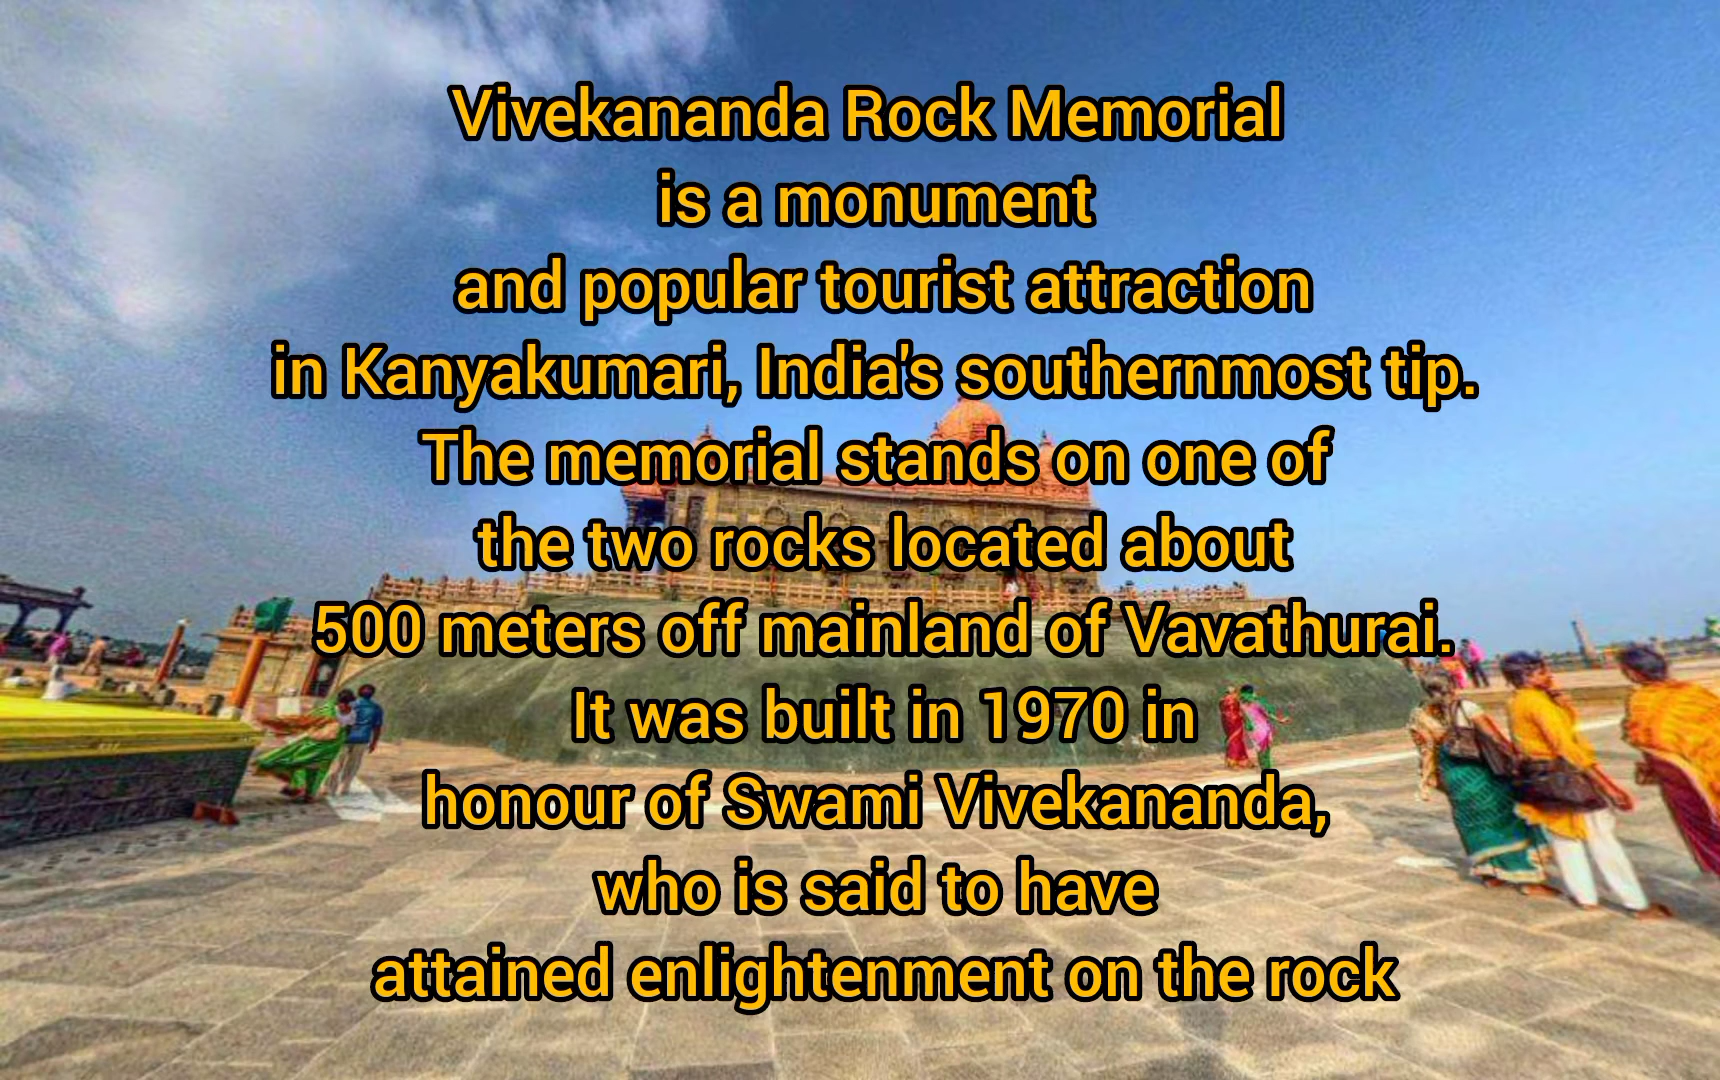 Vivekananda Rock Memorial
is a monument
and popular tourist attraction
in Kanyakumari, India's southernmost tip.
The memorial stands on one of
the two rocks located about
500 meters off mainland of Vavathurai.
It was built in 1970 in
honour of Swami Vivekananda,
who is said to have
attained enlightenment on the rock